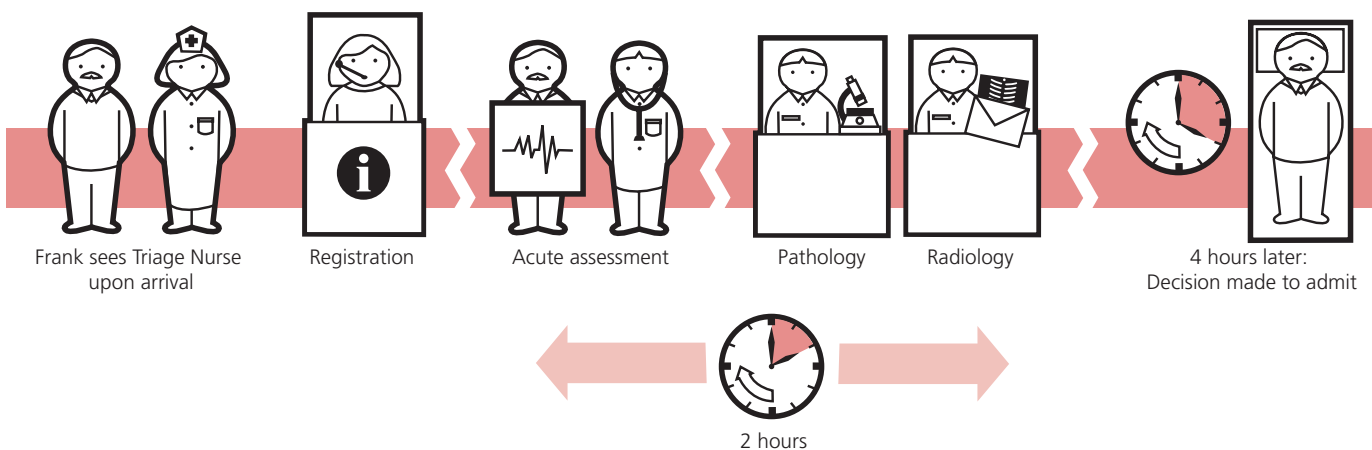 Frank sees Triage Nurse
upon arrival
Registration
Acute assessment
Pathology
Radiology
4 hours later:
Decision made to admit
2 hours